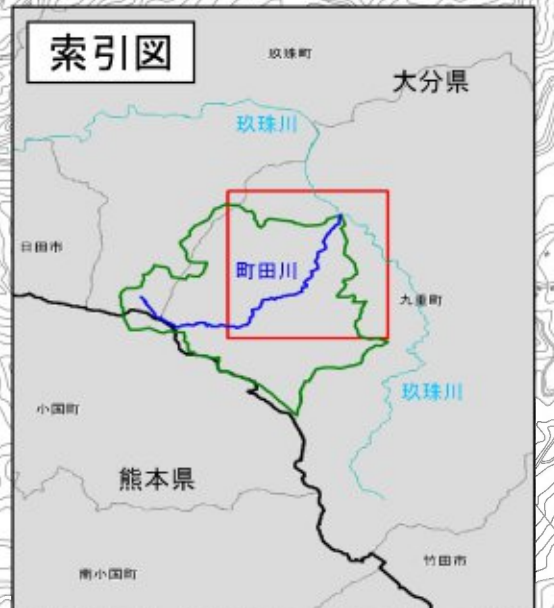 索引図
玖珠町
大分県
玖珠川
日田市
町田川
九重町
玖珠川
小国町
熊本県
竹田市
南小国町